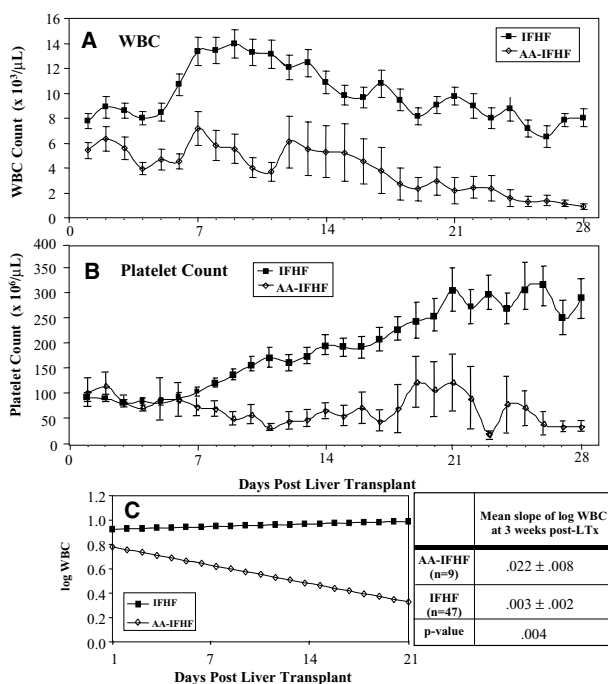 A WBC
IFHF
AA-IFHF
WBC Count (x 10³/µL)
16
14
12
10
8
6
4
2
0
0 7 14 21 28
B Platelet Count
IFHF
AA-IFHF
Platelet Count (x 10⁶/µL)
400
350
300
250
200
150
100
50
0
0 7 14 21 28
Days Post Liver Transplant
C
log WBC
1.0
0.8
0.6
0.4
0.2
0.0
IFHF
AA-IFHF
1 7 14 21
Days Post Liver Transplant
Mean slope of log WBC
at 3 weeks post-LTx
AA-IFHF
(n=9)
.022 ± .008
IFHF
(n=47)
.003 ± .002
p-value
.004